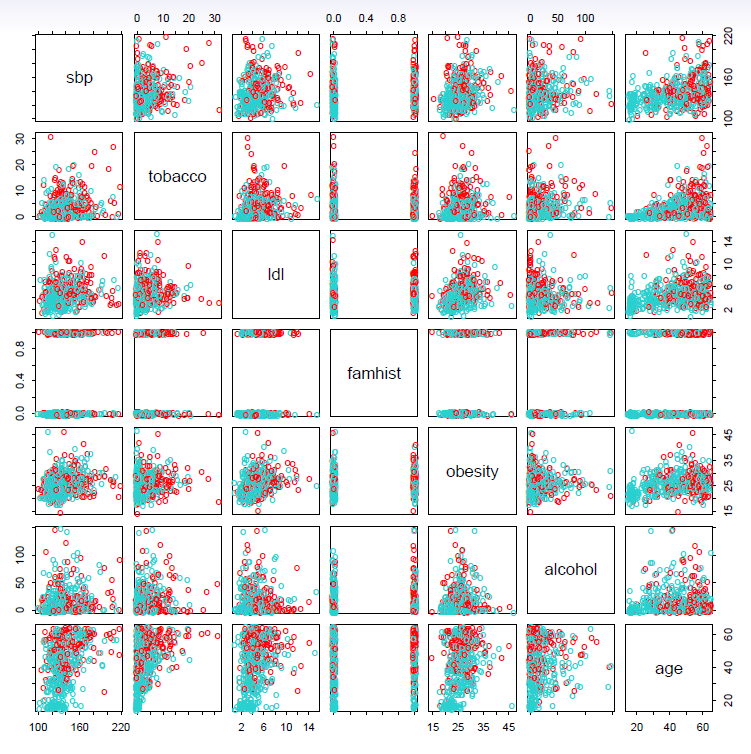 0 10 20 30 0.0 0.4 0.8 0 50 100
sbp
100 160 220
0 10 20 30
tobacco
ldl
2 6 10 14
0.0 0.4 0.8
famhist
obesity
15 25 35 45
0 50 100
alcohol
age
20 40 60
100 160 220 2 6 10 14 15 25 35 45 20 40 60